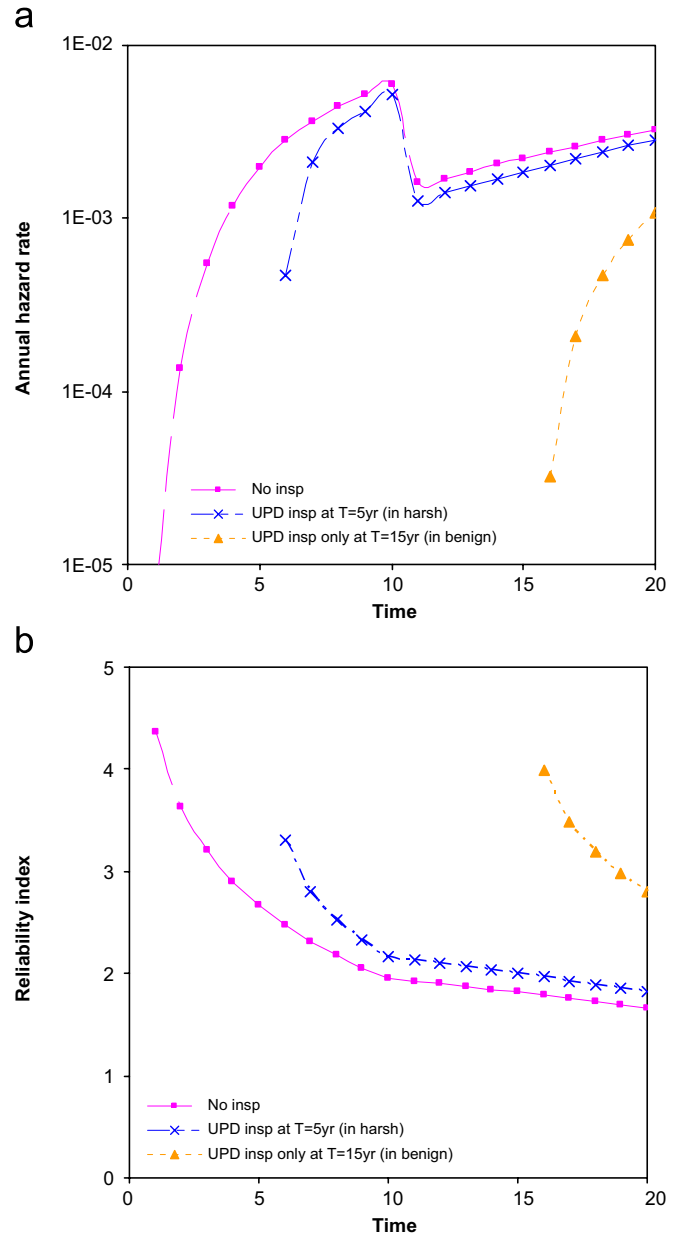 a
1E-02
1E-03
1E-04
1E-05
Annual hazard rate
No insp
UPD insp at T=5yr (in harsh)
UPD insp only at T=15yr (in benign)
0 5 10 15 20
Time
b
5
4
3
2
1
0
Reliability index
No insp
UPD insp at T=5yr (in harsh)
UPD insp only at T=15yr (in benign)
0 5 10 15 20
Time